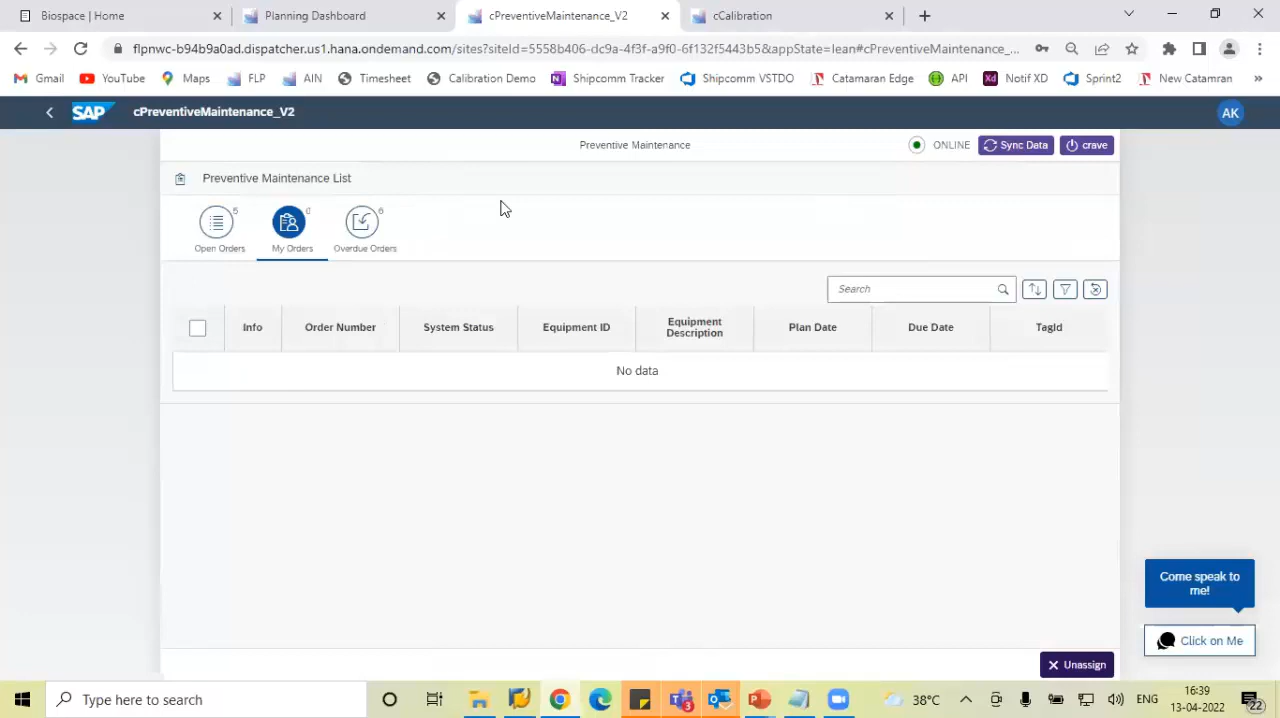 Biospace | Home
Planning Dashboard
cPreventiveMaintenance_V2
cCalibration
flpnwc-b94b9a0ad.dispatcher.us1.hana.ondemand.com/sites?siteId=5558b406-dc9a-4f3f-a9f0-6f132f5443b5&appState=lean#cPreventiveMaintenance_...
Gmail
YouTube
Maps
FLP
AIN
Timesheet
Calibration Demo
Shipcomm Tracker
Shipcomm VSTDO
Catamaran Edge
API
Notif XD
Sprint2
New Catamran
»
SAP
cPreventiveMaintenance_V2
AK
Preventive Maintenance
ONLINE
Sync Data
crave
Preventive Maintenance List
5
0
6
Open Orders
My Orders
Overdue Orders
Search
Info
Order Number
System Status
Equipment ID
Equipment
Description
Plan Date
Due Date
TagId
No data
Come speak to
me!
Click on Me
Unassign
Type here to search
3
38°C
ENG
16:39
13-04-2022
22